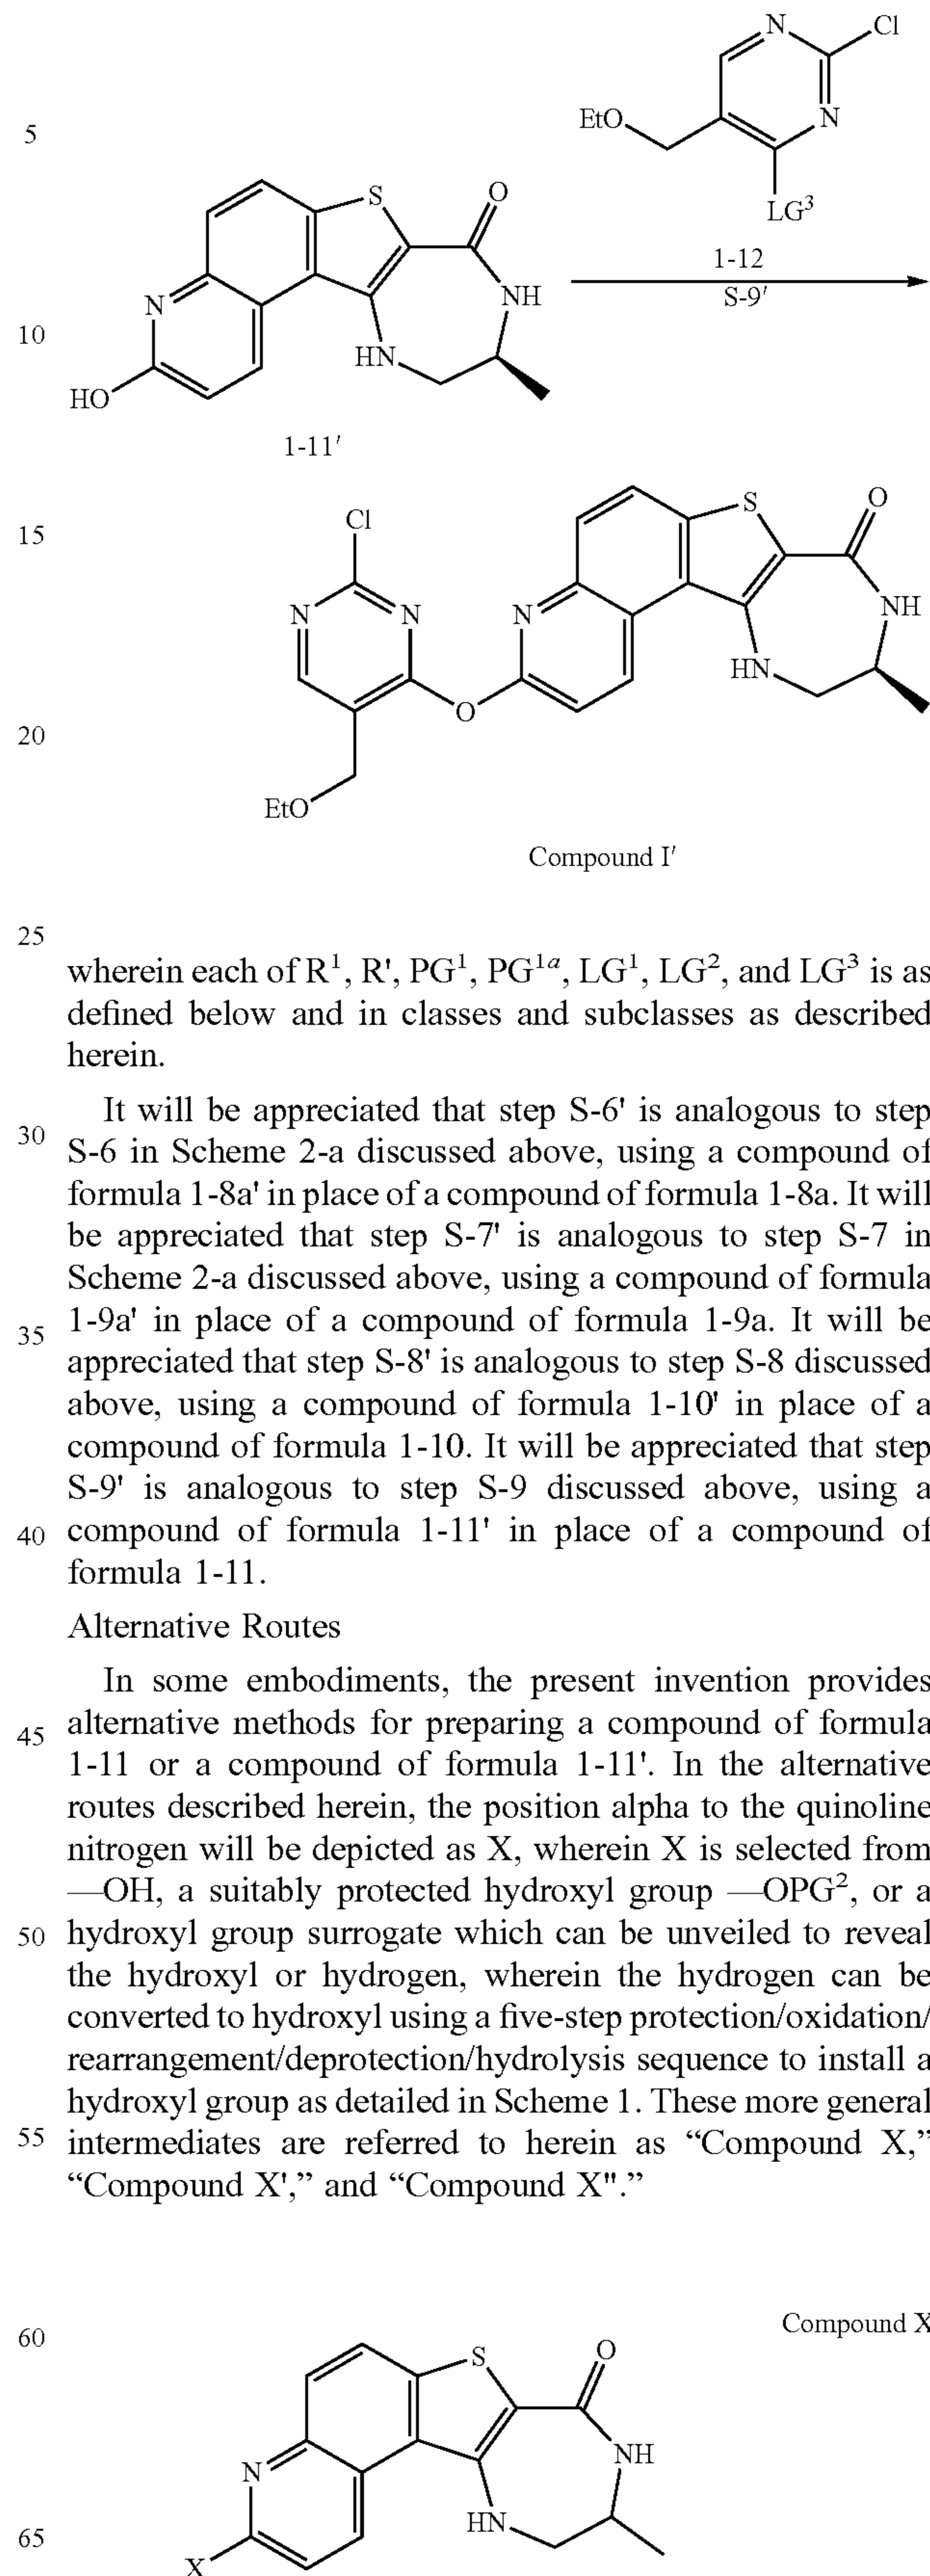 N
Cl
EtO
N
5
LG³
S
O
1-12
NH
S-9'
N
10
HN
HO
1-11'
S
O
15
Cl
N
N
N
NH
HN
O
20
EtO
Compound I'
25
wherein each of R¹, R', PG¹, PG¹ᵃ, LG¹, LG², and LG³ is as
defined below and in classes and subclasses as described
herein.
It will be appreciated that step S-6' is analogous to step
30
S-6 in Scheme 2-a discussed above, using a compound of
formula 1-8a' in place of a compound of formula 1-8a. It will
be appreciated that step S-7' is analogous to step S-7 in
Scheme 2-a discussed above, using a compound of formula
1-9a' in place of a compound of formula 1-9a. It will be
35
appreciated that step S-8' is analogous to step S-8 discussed
above, using a compound of formula 1-10' in place of a
compound of formula 1-10. It will be appreciated that step
S-9' is analogous to step S-9 discussed above, using a
40 compound of formula 1-11' in place of a compound of
formula 1-11.
Alternative Routes
In some embodiments, the present invention provides
45 alternative methods for preparing a compound of formula
1-11 or a compound of formula 1-11'. In the alternative
routes described herein, the position alpha to the quinoline
nitrogen will be depicted as X, wherein X is selected from
—OH, a suitably protected hydroxyl group —OPG², or a
50 hydroxyl group surrogate which can be unveiled to reveal
the hydroxyl or hydrogen, wherein the hydrogen can be
converted to hydroxyl using a five-step protection/oxidation/
rearrangement/deprotection/hydrolysis sequence to install a
hydroxyl group as detailed in Scheme 1. These more general
55 intermediates are referred to herein as “Compound X,”
“Compound X',” and “Compound X".”
Compound X
60
S
O
NH
N
HN
65
X